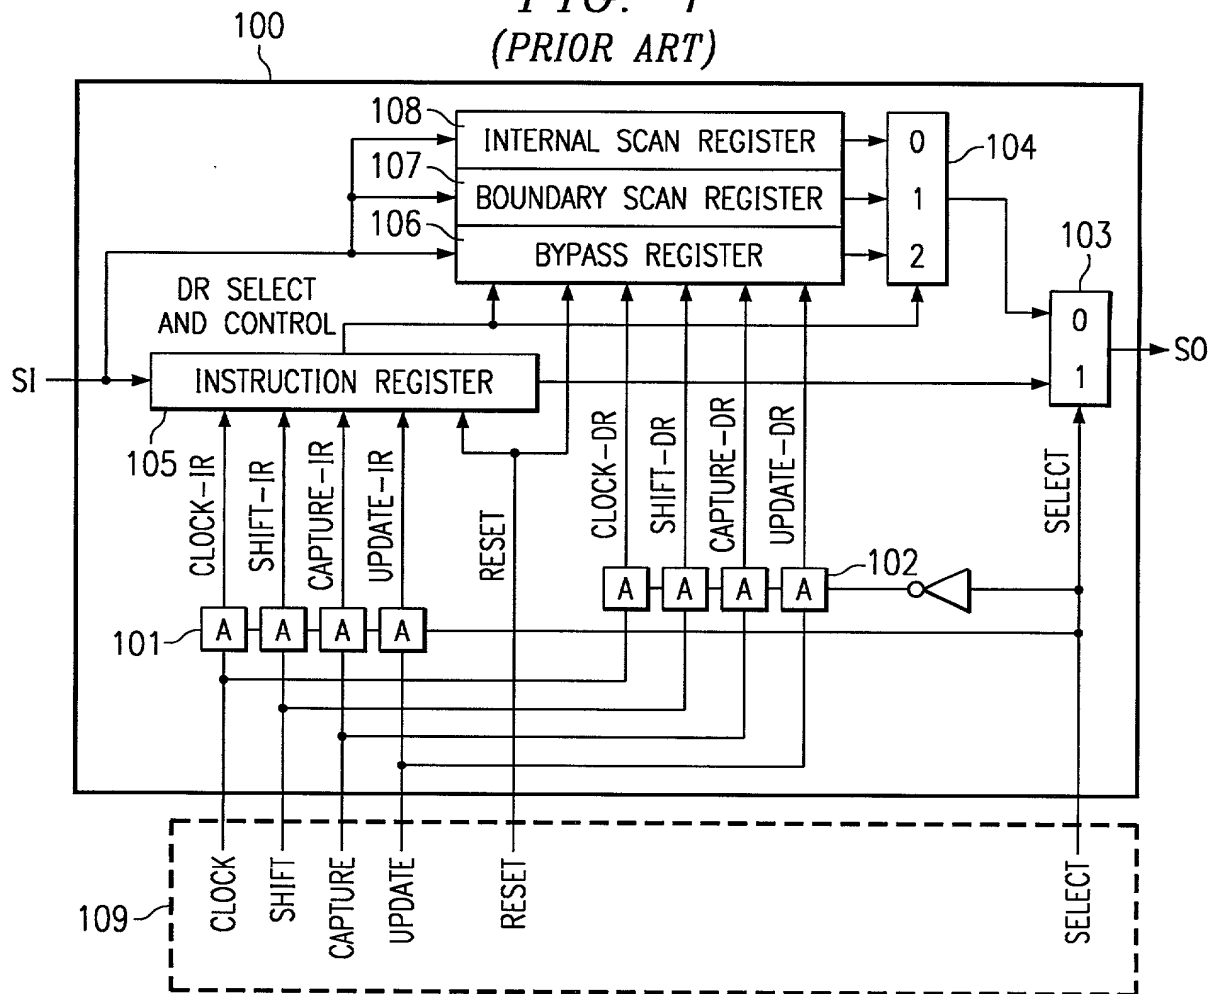 (PRIOR ART)
100
108
INTERNAL SCAN REGISTER
0
104
107
BOUNDARY SCAN REGISTER
1
106
BYPASS REGISTER
2
103
DR SELECT
AND CONTROL
0
SI
INSTRUCTION REGISTER
1
SO
105
CLOCK-IR
SHIFT-IR
CAPTURE-IR
UPDATE-IR
RESET
CLOCK-DR
SHIFT-DR
CAPTURE-DR
UPDATE-DR
SELECT
A
A
A
A
102
101
A
A
A
A
109
CLOCK
SHIFT
CAPTURE
UPDATE
RESET
SELECT